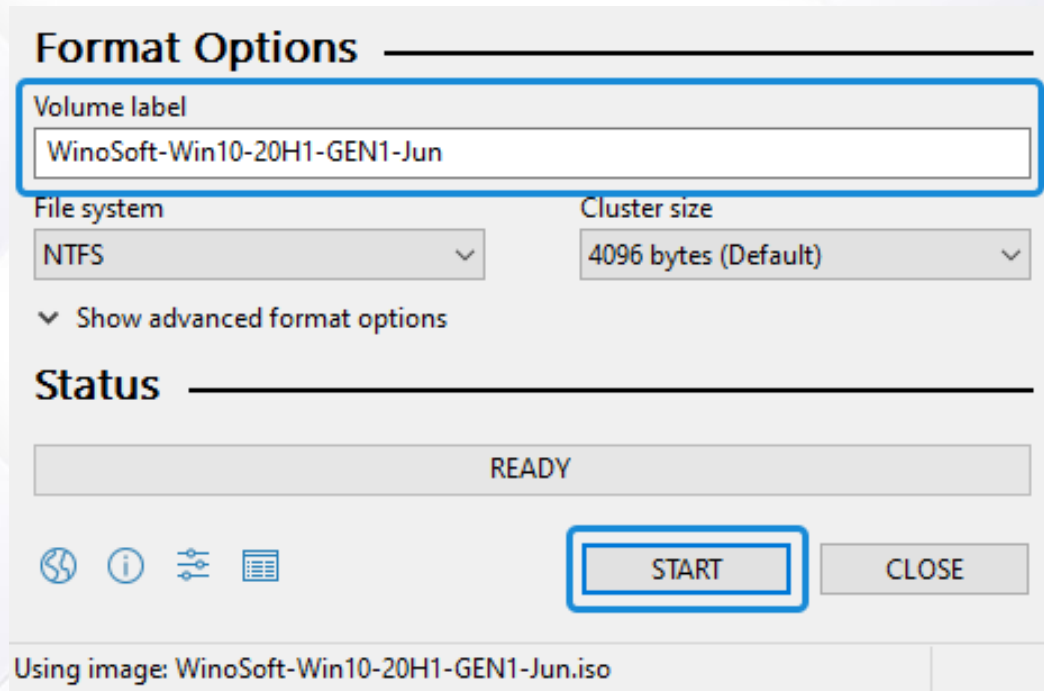 Format Options
Volume label
WinoSoft-Win10-20H1-GEN1-Jun
File system
Cluster size
NTFS
4096 bytes (Default)
Show advanced format options
Status
READY
START
CLOSE
Using image: WinoSoft-Win10-20H1-GEN1-Jun.iso